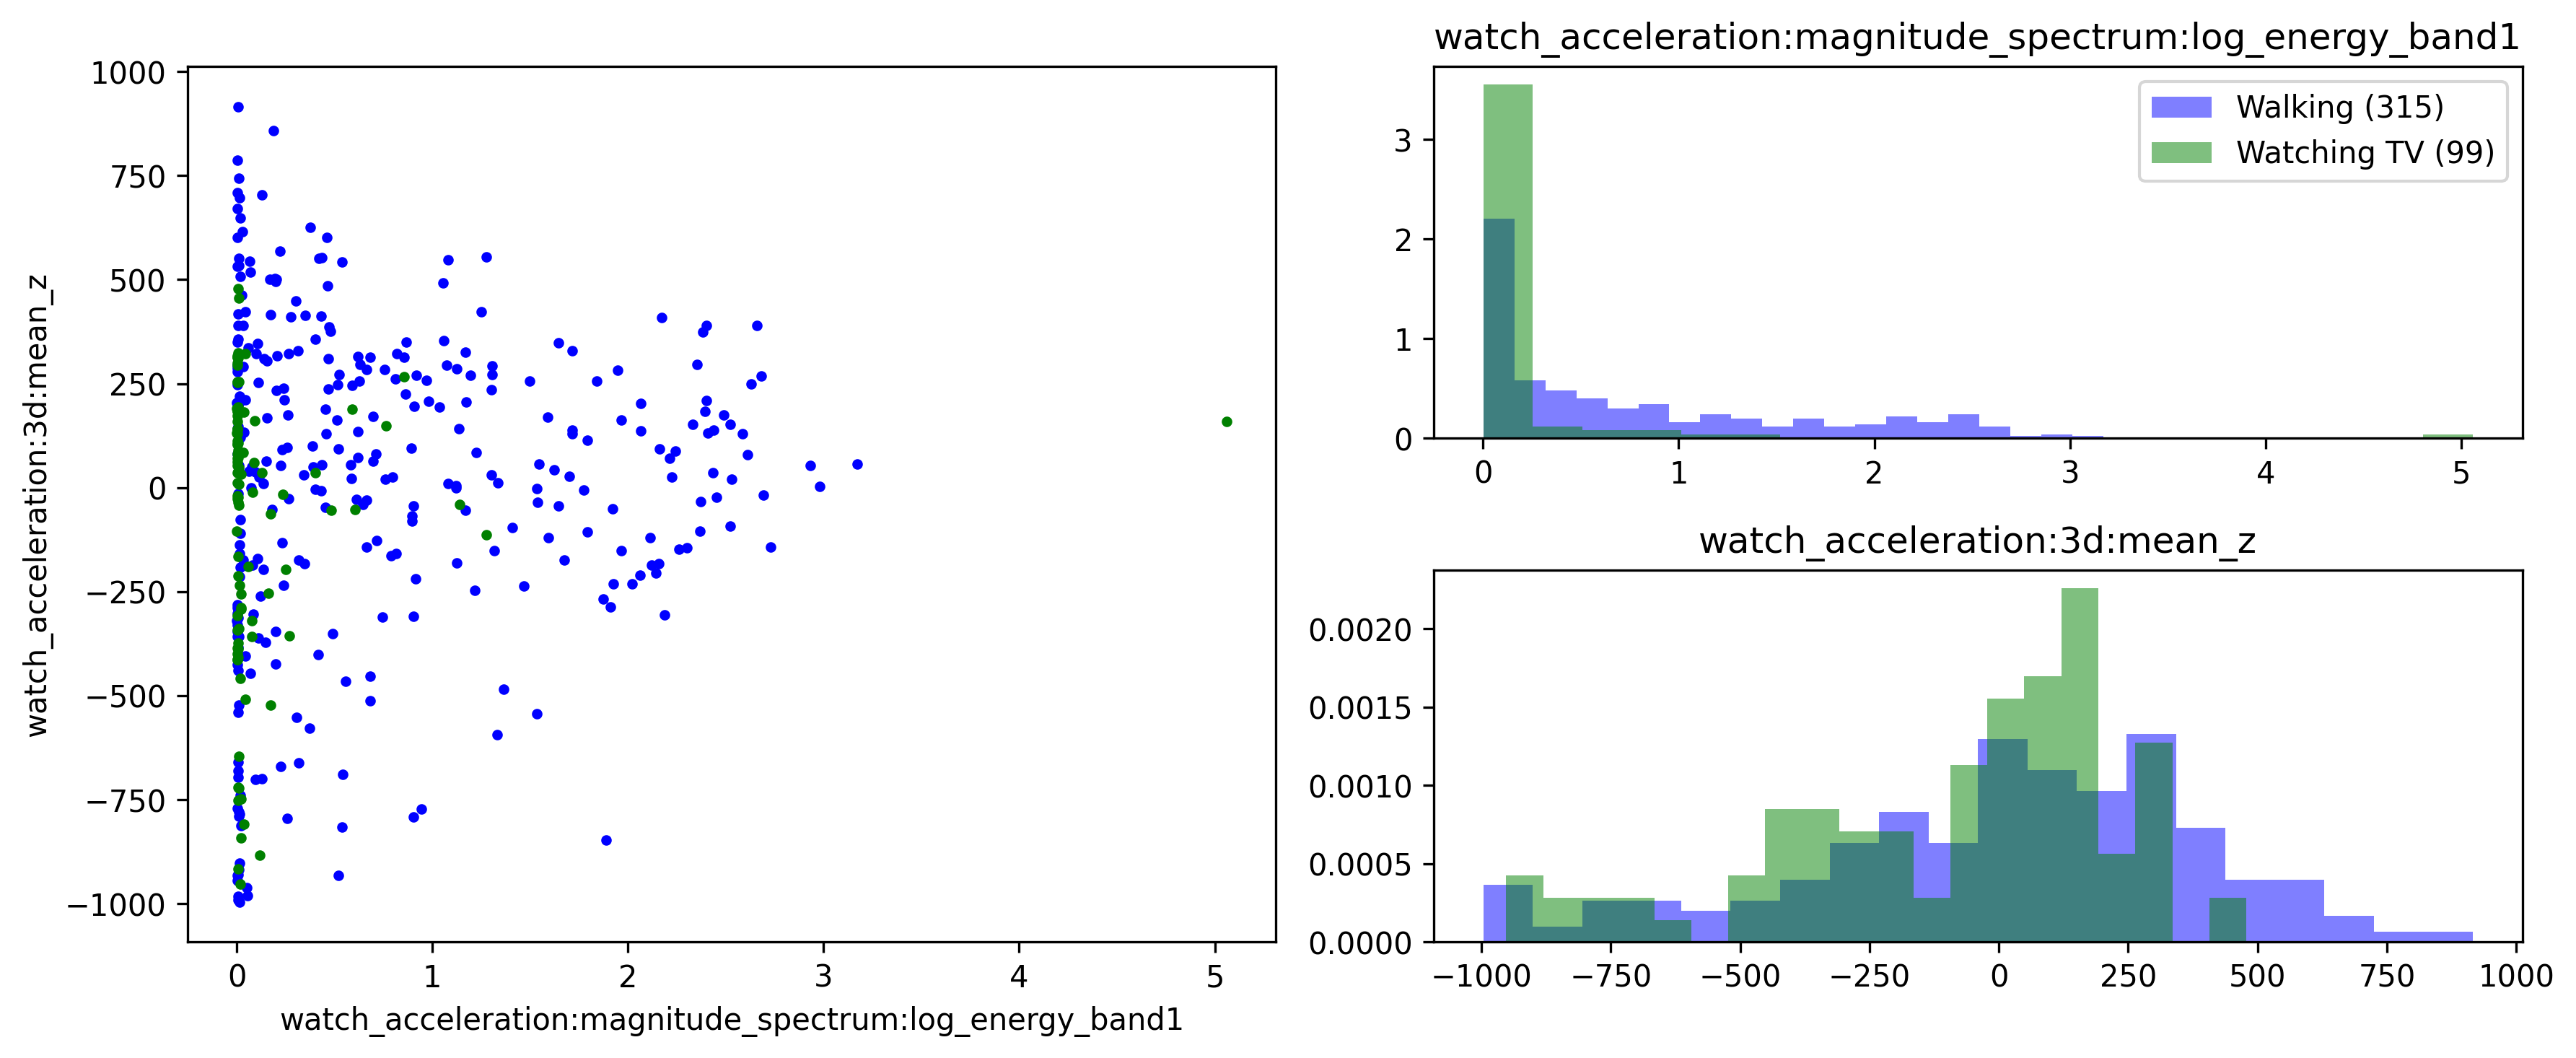 1000
750
500
250
0
−250
−500
−750
−1000
watch_acceleration:3d:mean_z
0 1 2 3 4 5
watch_acceleration:magnitude_spectrum:log_energy_band1
watch_acceleration:magnitude_spectrum:log_energy_band1
Walking (315)
Watching TV (99)
3
2
1
0
0 1 2 3 4 5
watch_acceleration:3d:mean_z
0.0020
0.0015
0.0010
0.0005
0.0000
−1000 −750 −500 −250 0 250 500 750 1000